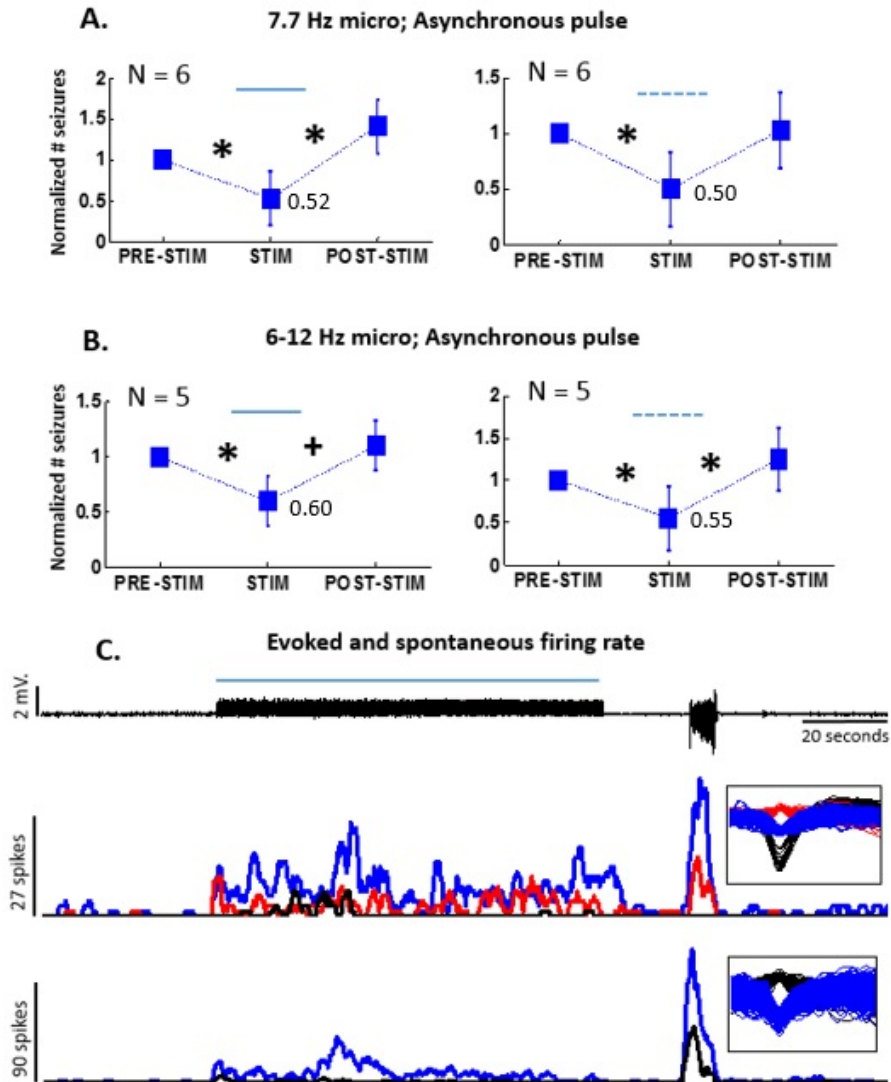 A.
7.7 Hz micro; Asynchronous pulse
Normalized # seizures
2
1.5
1
0.5
0
N = 6
*
*
0.52
PRE-STIM STIM POST-STIM
1.5
1
0.5
0
N = 6
*
0.50
PRE-STIM STIM POST-STIM
B.
6-12 Hz micro; Asynchronous pulse
Normalized # seizures
1.5
1
0.5
0
N = 5
*
+
0.60
PRE-STIM STIM POST-STIM
2
1.5
1
0.5
0
N = 5
*
*
0.55
PRE-STIM STIM POST-STIM
C.
Evoked and spontaneous firing rate
2 mV.
20 seconds
27 spikes
90 spikes